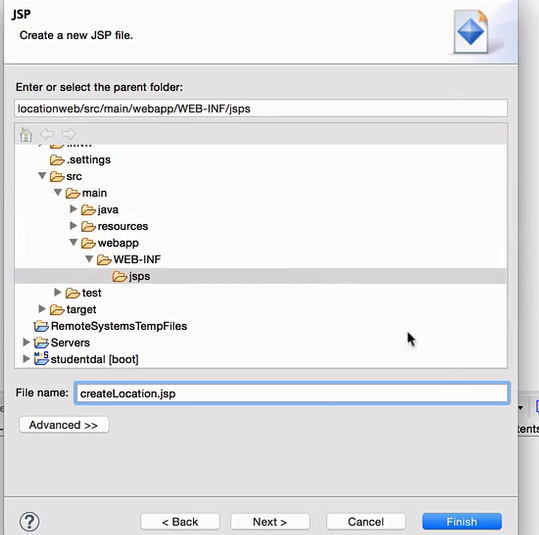 JSP
Create a new JSP file.
Enter or select the parent folder:
locationweb/src/main/webapp/WEB-INF/jsps
.settings
src
main
java
resources
webapp
WEB-INF
jsps
test
target
RemoteSystemsTempFiles
Servers
studentdal [boot]
File name: createLocation.jsp
Advanced >>
tents
? < Back Next > Cancel Finish